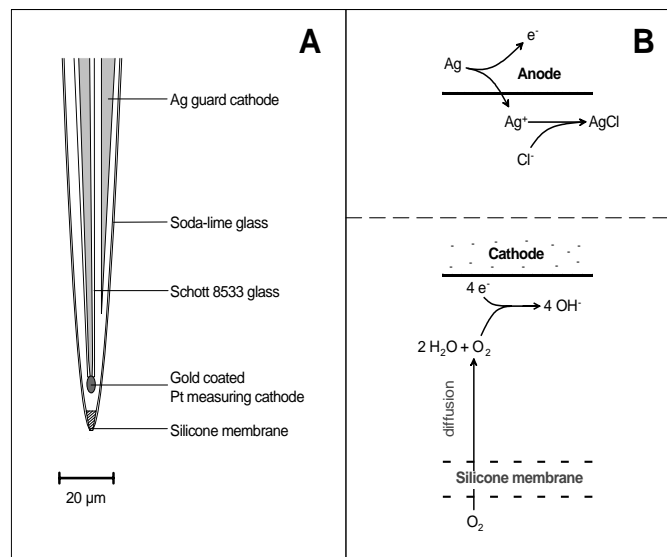 A
Ag guard cathode
Soda-lime glass
Schott 8533 glass
Gold coated
Pt measuring cathode
Silicone membrane
20 µm
B
e-
Ag
Anode
Ag+
AgCl
Cl-
Cathode
4 e-
4 OH-
2 H2O + O2
diffusion
Silicone membrane
O2